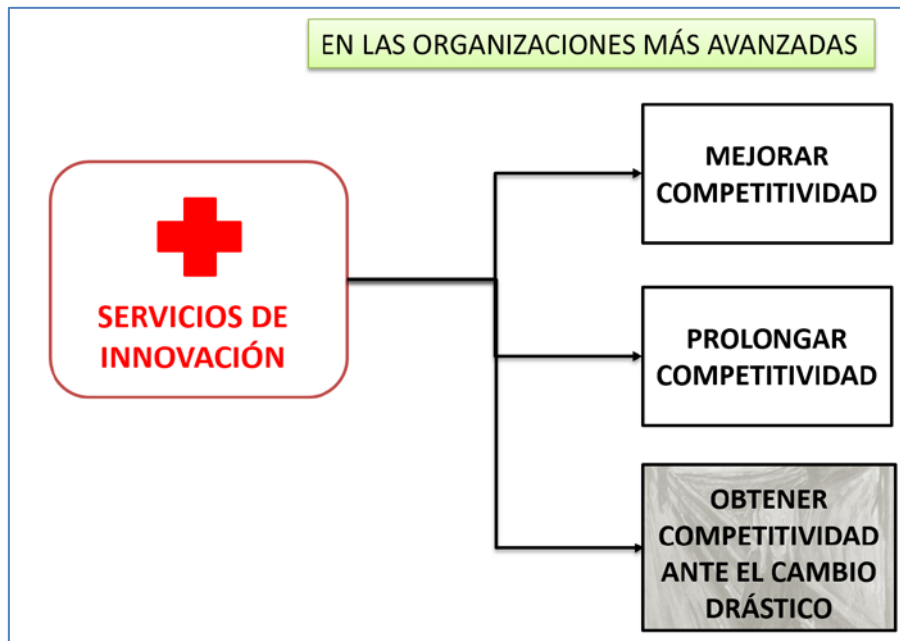 EN LAS ORGANIZACIONES MÁS AVANZADAS
SERVICIOS DE
INNOVACIÓN
MEJORAR
COMPETITIVIDAD
PROLONGAR
COMPETITIVIDAD
OBTENER
COMPETITIVIDAD
ANTE EL CAMBIO
DRÁSTICO